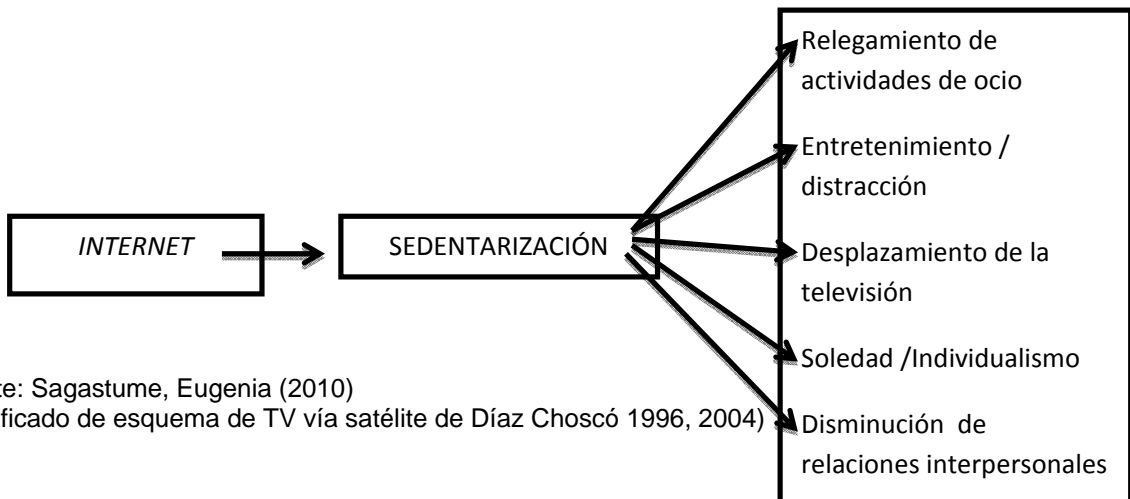 INTERNET
SEDENTARIZACIÓN
Relegamiento de
actividades de ocio
Entretenimiento /
distracción
Desplazamiento de la
televisión
Soledad /Individualismo
Disminución de
relaciones interpersonales
te: Sagastume, Eugenia (2010)
ficado de esquema de TV vía satélite de Díaz Choscó 1996, 2004)